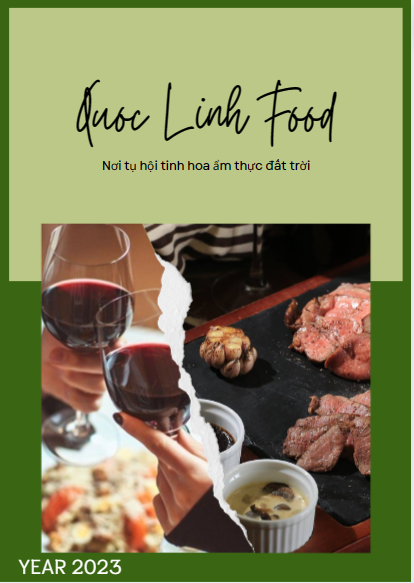 Quoc Linh Food
Nơi tụ hội tinh hoa ẩm thực đất trời
YEAR 2023